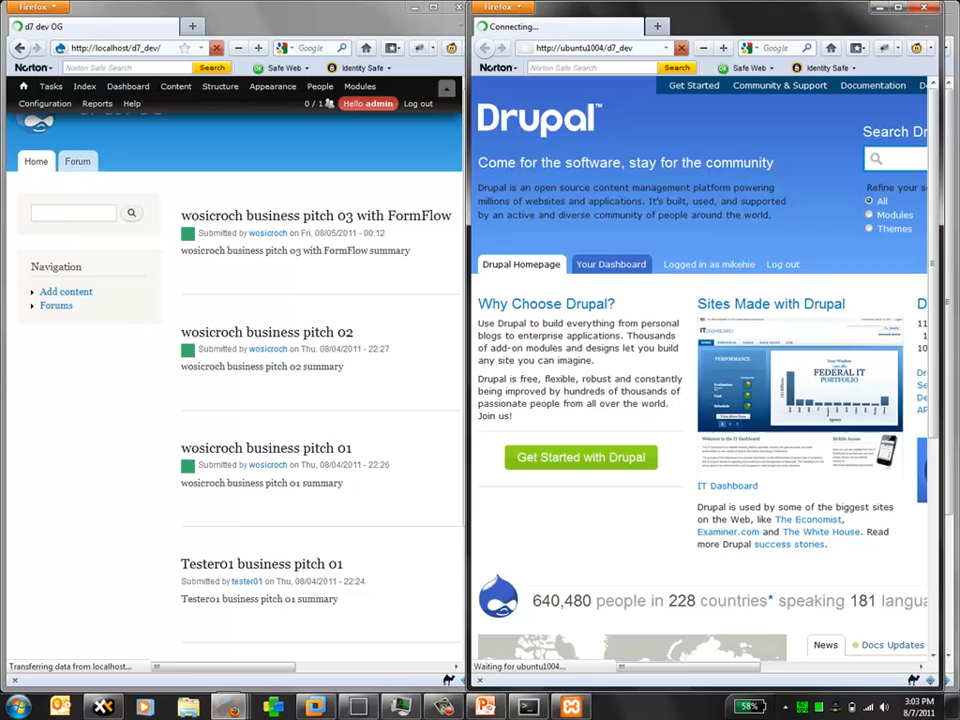 Firefox
d7 dev OG
http://localhost/d7_dev/
Google
Norton
Norton Safe Search
Search
Safe Web
Identity Safe
Tasks Index Dashboard Content Structure Appearance People Modules
Configuration Reports Help
0 / 1
Hello admin
Log out
Home
Forum
Navigation
Add content
Forums
wosicroch business pitch 03 with FormFlow
Submitted by wosicroch on Fri, 08/05/2011 - 00:12
wosicroch business pitch 03 with FormFlow summary
wosicroch business pitch 02
Submitted by wosicroch on Thu, 08/04/2011 - 22:27
wosicroch business pitch 02 summary
wosicroch business pitch 01
Submitted by wosicroch on Thu, 08/04/2011 - 22:26
wosicroch business pitch 01 summary
Tester01 business pitch 01
Submitted by tester01 on Thu, 08/04/2011 - 22:24
Tester01 business pitch 01 summary
Transferring data from localhost...
Firefox
Connecting...
http://ubuntu1004/d7_dev
Google
Norton
Norton Safe Search
Search
Safe Web
Identity Safe
Get Started
Community & Support
Documentation
Drupal™
Search Dr
Come for the software, stay for the community
Drupal is an open source content management platform powering
millions of websites and applications. It's built, used, and supported
by an active and diverse community of people around the world.
Refine your s
All
Modules
Themes
Drupal Homepage
Your Dashboard
Logged in as mikehie
Log out
Why Choose Drupal?
Use Drupal to build everything from personal
blogs to enterprise applications. Thousands
of add-on modules and designs let you build
any site you can imagine.
Drupal is free, flexible, robust and constantly
being improved by hundreds of thousands of
passionate people from all over the world.
Join us!
Get Started with Drupal
Sites Made with Drupal
IT DASHBOARD
FEDERAL IT
PORTFOLIO
IT Dashboard
Drupal is used by some of the biggest sites
on the Web, like The Economist,
Examiner.com and The White House. Read
more Drupal success stories.
640,480 people in 228 countries* speaking 181 langua
News
Docs Updates
Waiting for ubuntu1004...
58%
3:03 PM
8/7/2011